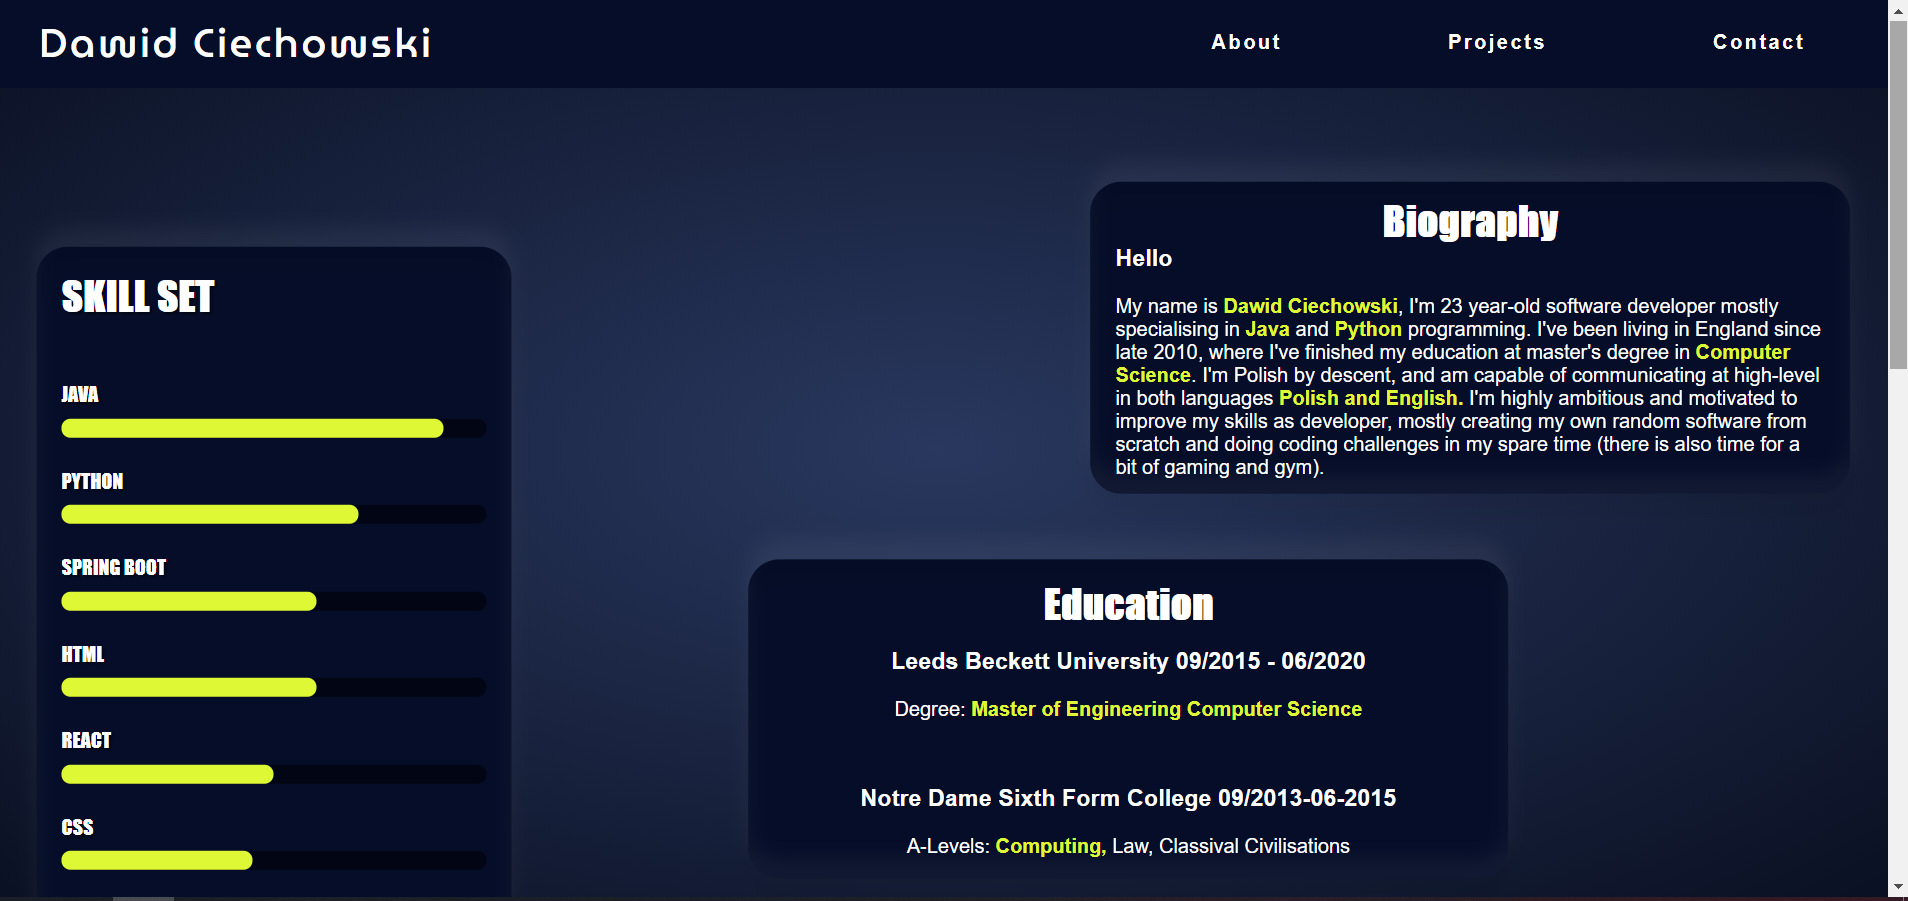 Dawid Ciechowski
About
Projects
Contact
SKILL SET
JAVA
PYTHON
SPRING BOOT
HTML
REACT
CSS
Biography
Hello
My name is Dawid Ciechowski, I'm 23 year-old software developer mostly
specialising in Java and Python programming. I've been living in England since
late 2010, where I've finished my education at master's degree in Computer
Science. I'm Polish by descent, and am capable of communicating at high-level
in both languages Polish and English. I'm highly ambitious and motivated to
improve my skills as developer, mostly creating my own random software from
scratch and doing coding challenges in my spare time (there is also time for a
bit of gaming and gym).
Education
Leeds Beckett University 09/2015 - 06/2020
Degree: Master of Engineering Computer Science
Notre Dame Sixth Form College 09/2013-06-2015
A-Levels: Computing, Law, Classival Civilisations